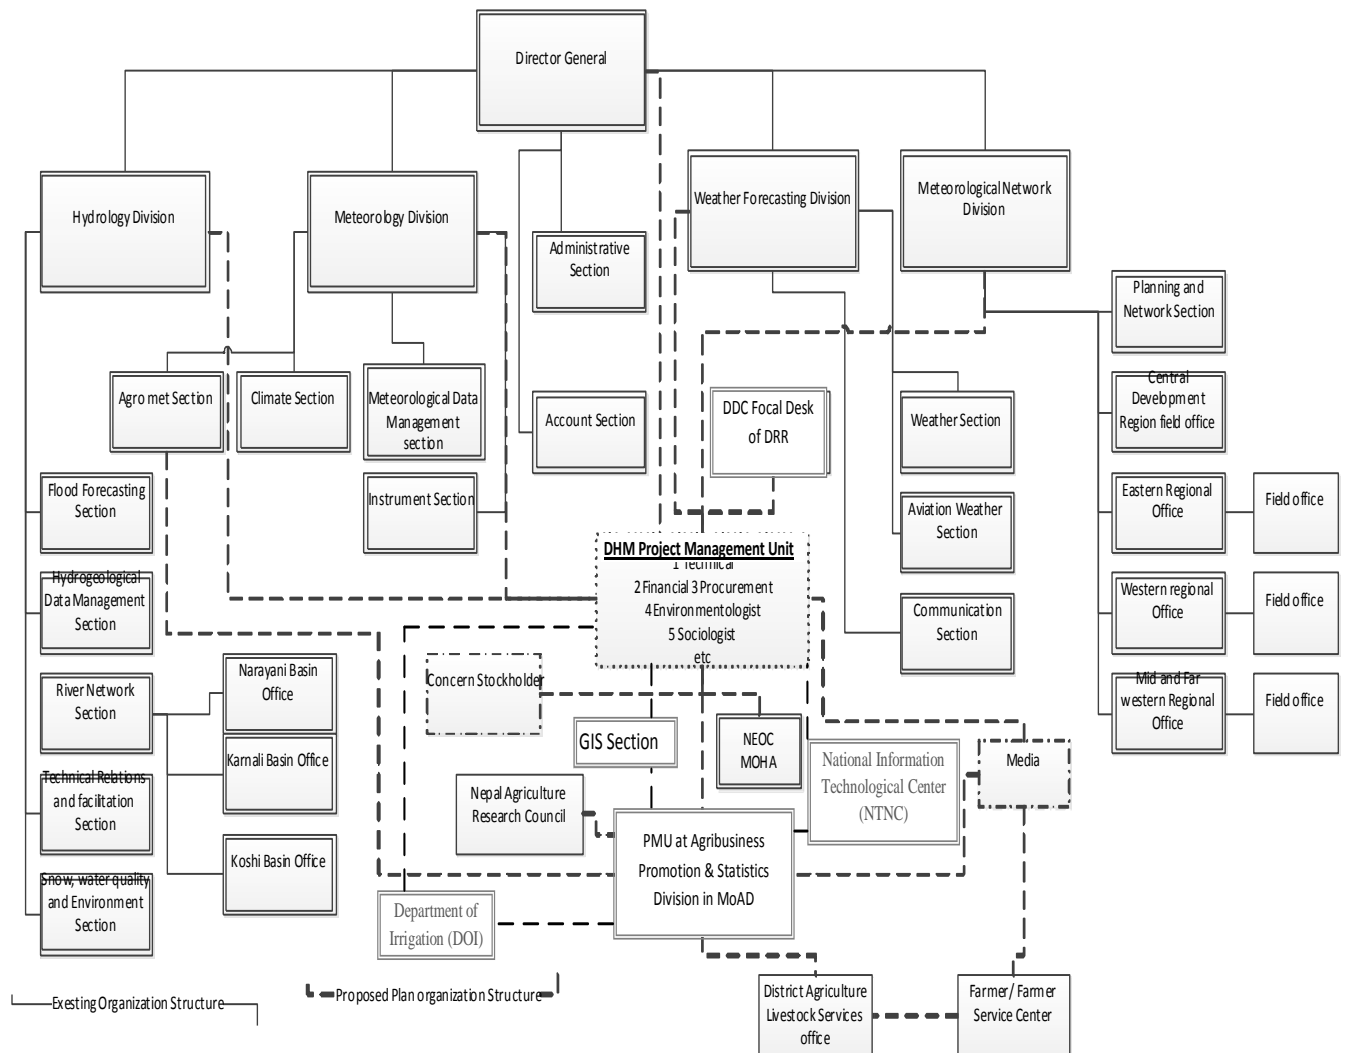 Director General
Hydrology Division
Meteorology Division
Weather Forecasting Division
Meteorological Network
Division
Administrative
Section
Planning and
Network Section
Agro met Section
Climate Section
Meteorological Data
Management
section
Account Section
DDC Focal Desk
of DRR
Weather Section
Central
Development
Region field office
Flood Forecasting
Section
Instrument Section
Aviation Weather
Section
Eastern Regional
Office
Field office
DHM Project Management Unit
1 Technical
2 Financial 3 Procurement
4 Environmentologist
5 Sociologist
etc
Hydrogeological
Data Management
Section
Communication
Section
Western regional
Office
Field office
River Network
Section
Narayani Basin
Office
Concern Stockholder
Mid and Far
western Regional
Office
Field office
GIS Section
NEOC
MOHA
National Information
Technological Center
(NTNC)
Media
Karnali Basin Office
Technical Relations
and facilitation
Section
Nepal Agriculture
Research Council
PMU at Agribusiness
Promotion & Statistics
Division in MoAD
Koshi Basin Office
Snow, water quality
and Environment
Section
Department of
Irrigation (DOI)
Exesting Organization Structure
Proposed Plan organization Structure
District Agriculture
Livestock Services
office
Farmer/ Farmer
Service Center